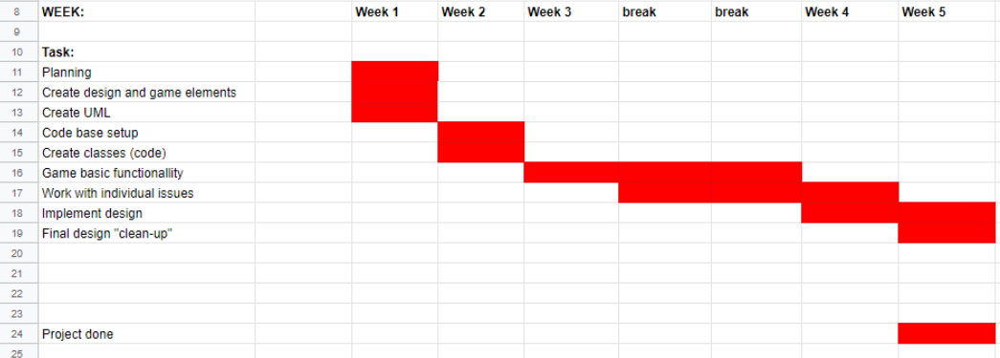 8 WEEK: Week 1 Week 2 Week 3 break break Week 4 Week 5
9
10 Task:
11 Planning
12 Create design and game elements
13 Create UML
14 Code base setup
15 Create classes (code)
16 Game basic functionallity
17 Work with individual issues
18 Implement design
19 Final design "clean-up"
20
21
22
23
24 Project done
25